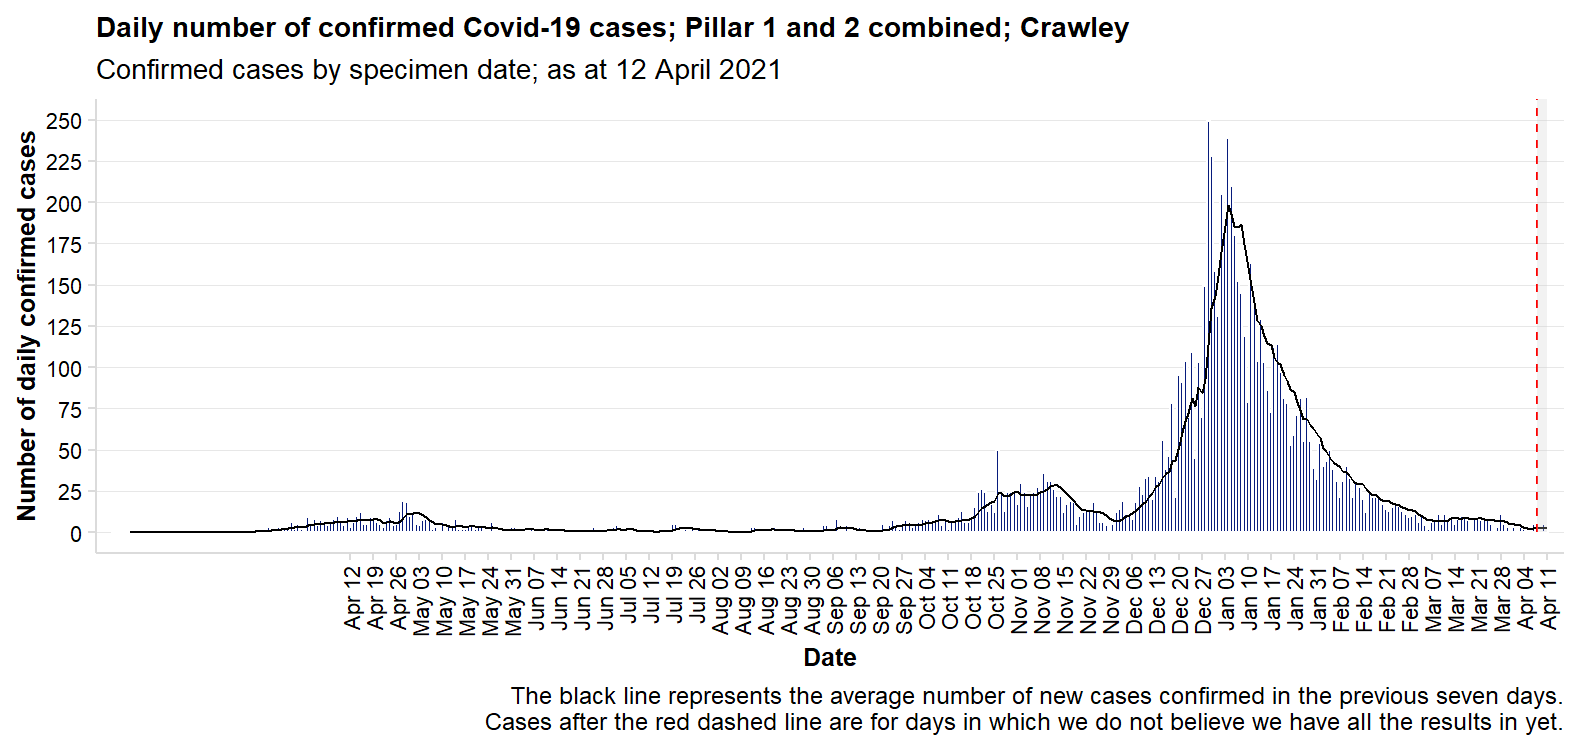 Daily number of confirmed Covid-19 cases; Pillar 1 and 2 combined; Crawley
Confirmed cases by specimen date; as at 12 April 2021
Number of daily confirmed cases
250
225
200
175
150
125
100
75
50
25
0
Apr 12
Apr 19
Apr 26
May 03
May 10
May 17
May 24
May 31
Jun 07
Jun 14
Jun 21
Jun 28
Jul 05
Jul 12
Jul 19
Jul 26
Aug 02
Aug 09
Aug 16
Aug 23
Aug 30
Sep 06
Sep 13
Sep 20
Sep 27
Oct 04
Oct 11
Oct 18
Oct 25
Nov 01
Nov 08
Nov 15
Nov 22
Nov 29
Dec 06
Dec 13
Dec 20
Dec 27
Jan 03
Jan 10
Jan 17
Jan 24
Jan 31
Feb 07
Feb 14
Feb 21
Feb 28
Mar 07
Mar 14
Mar 21
Mar 28
Apr 04
Apr 11
Date
The black line represents the average number of new cases confirmed in the previous seven days.
Cases after the red dashed line are for days in which we do not believe we have all the results in yet.